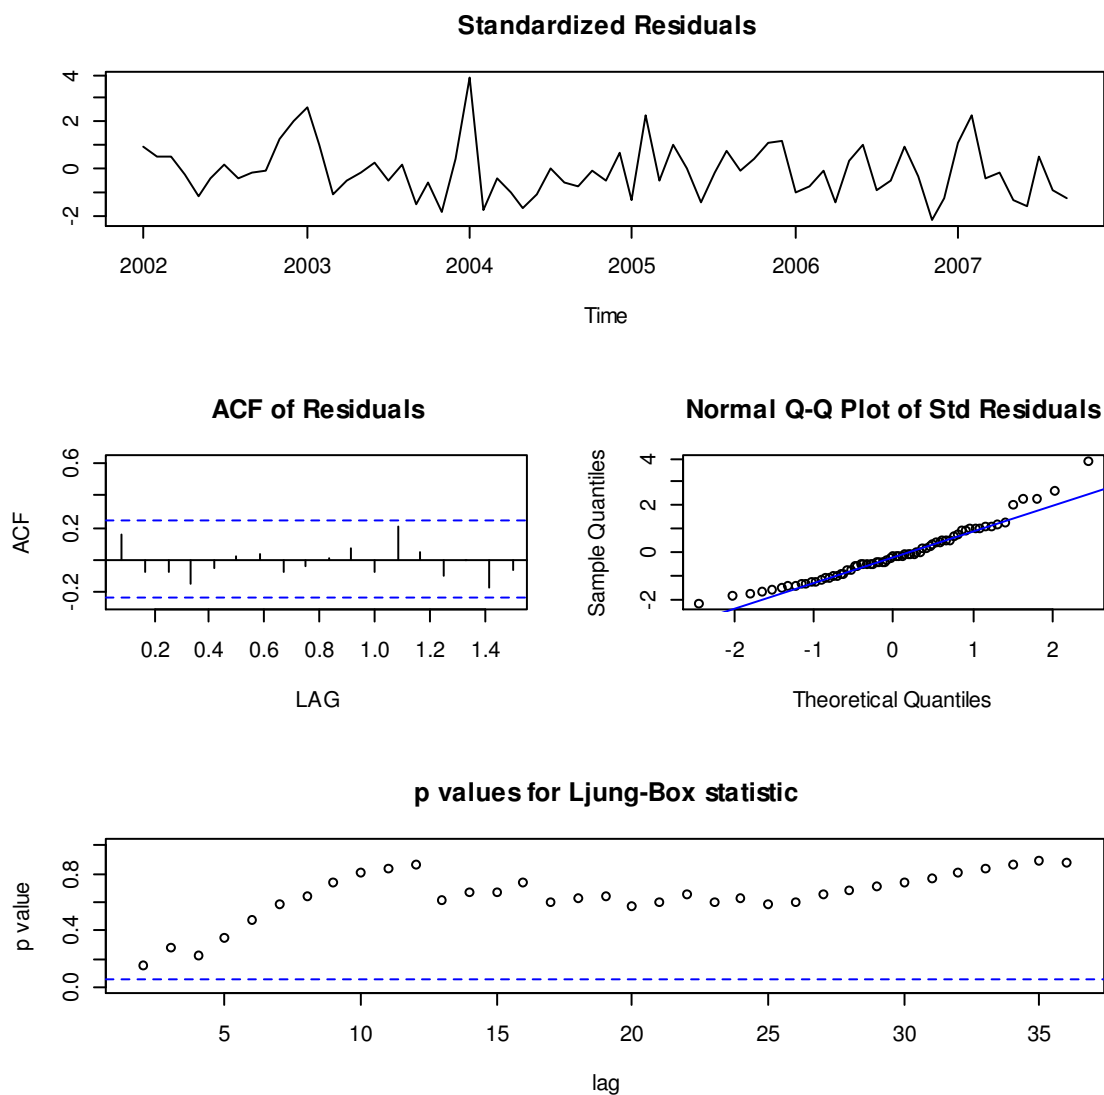 Standardized Residuals
4
2
0
-2
2002 2003 2004 2005 2006 2007
Time
ACF of Residuals
ACF
0.6
0.2
-0.2
0.2 0.4 0.6 0.8 1.0 1.2 1.4
LAG
Normal Q-Q Plot of Std Residuals
Sample Quantiles
4
2
0
-2
-2 -1 0 1 2
Theoretical Quantiles
p values for Ljung-Box statistic
p value
0.8
0.4
0.0
5 10 15 20 25 30 35
lag